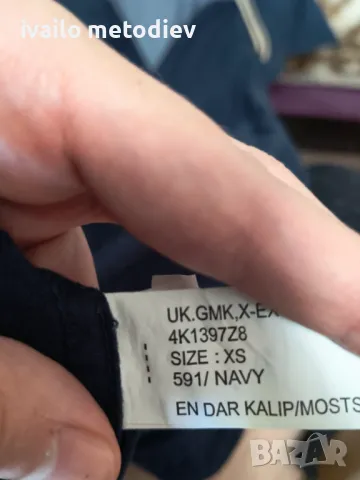 ivailo metodiev
UK.GMK,X-EX
4K1397Z8
SIZE : XS
591/ NAVY
EN DAR KALIP/MOSTS
bazar